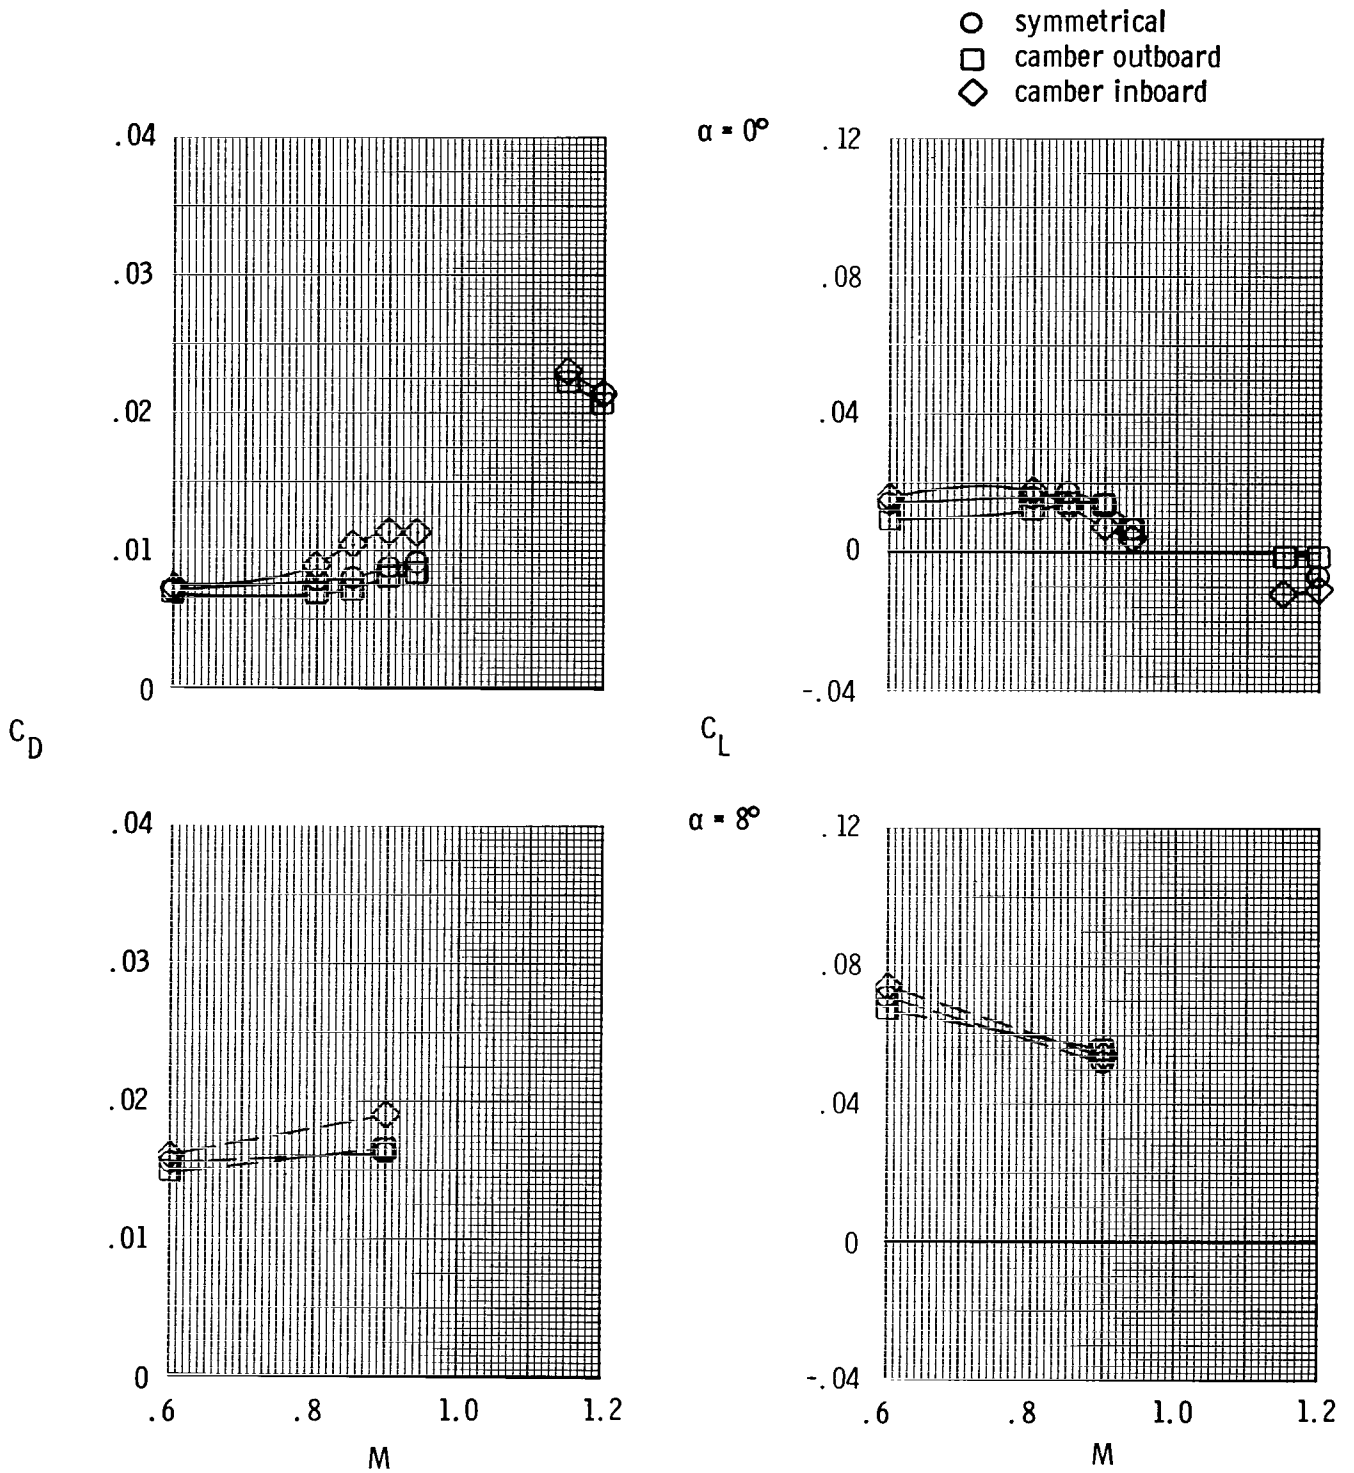 symmetrical
camber outboard
camber inboard
α = 0°
.04
.03
.02
.01
0
C_D
.12
.08
.04
0
-.04
C_L
α = 8°
.04
.03
.02
.01
0
.6 .8 1.0 1.2
M
.12
.08
.04
0
-.04
.6 .8 1.0 1.2
M